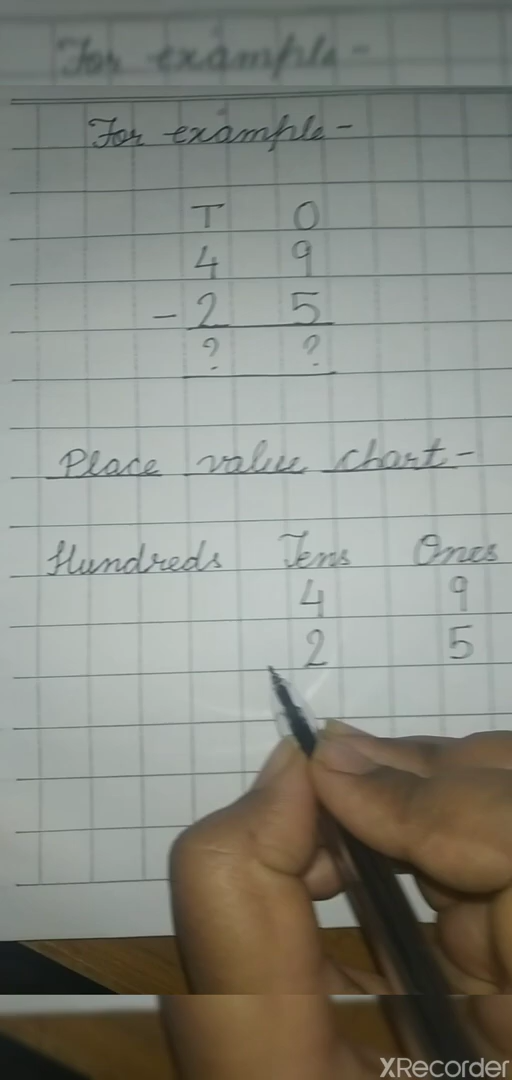 For example-
For example-
T O
4 9
- 2 5
? ?
Place value chart-
Hundreds Tens Ones
4 9
2 5
XRecorder